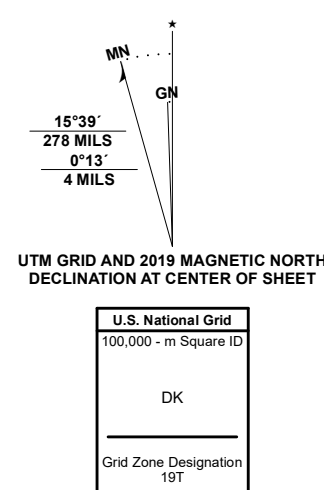 MN
GN
15°39´
278 MILS
0°13´
4 MILS
UTM GRID AND 2019 MAGNETIC NORTH
DECLINATION AT CENTER OF SHEET
U.S. National Grid
100,000 - m Square ID
DK
Grid Zone Designation
19T